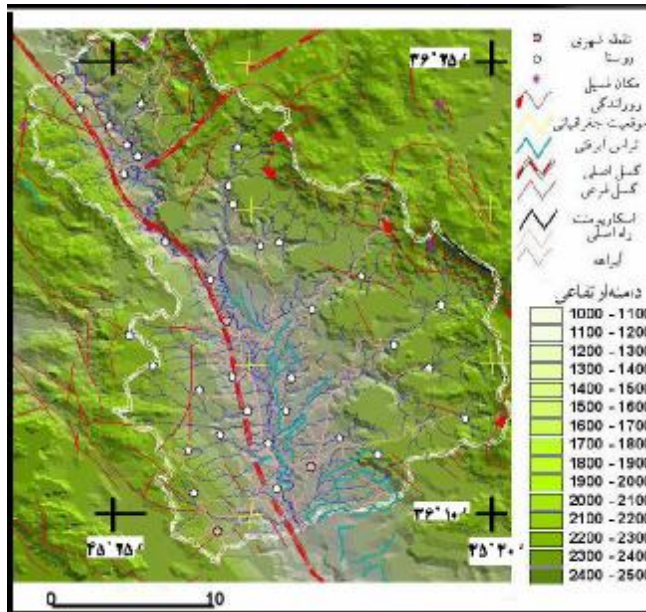 نقطه شهری
روستا
مکان فسیل
روراندگی
موقعیت جغرافیائی
تراس آبرفتی
گسل اصلی
گسل فرعی
اسکارپمنت
راه اصلی
آبراهه
دامنه ارتفاعی
1000 - 1100
1100 - 1200
1200 - 1300
1300 - 1400
1400 - 1500
1500 - 1600
1600 - 1700
1700 - 1800
1800 - 1900
1900 - 2000
2000 - 2100
2100 - 2200
2200 - 2300
2300 - 2400
2400 - 2500
۳۶° ۲۵'
۳۶° ۱۰'
۴۵° ۲۵'
۴۵° ۴۰'
0 10